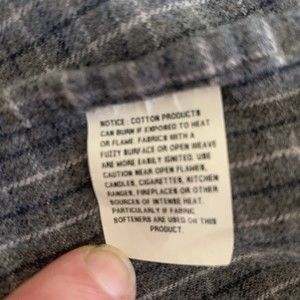 NOTICE : COTTON PRODUCTS
CAN BURN IF EXPOSED TO HEAT
OR FLAME. FABRICS WITH A
FUZZY SURFACE OR OPEN WEAVE
ARE MORE EASILY IGNITED. USE
CAUTION NEAR OPEN FLAMES,
CANDLES, CIGARETTES, KITCHEN
RANGES, FIREPLACES OR OTHER
SOURCES OF INTENSE HEAT.
PARTICULARLY IF FABRIC
SOFTENERS ARE USED ON THIS
PRODUCT.